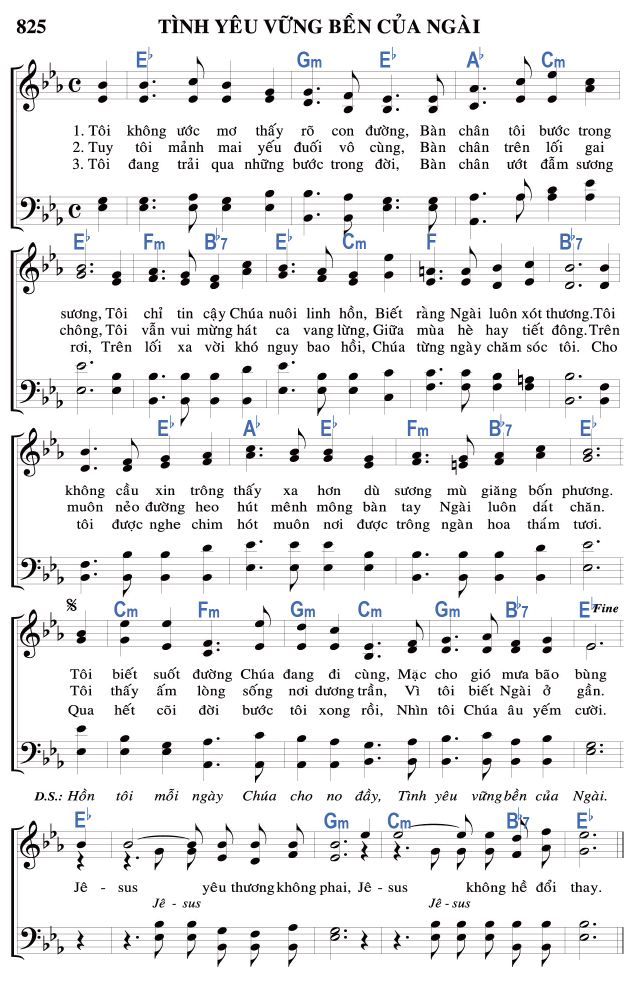 825 TÌNH YÊU VỮNG BỀN CỦA NGÀI
E♭ Gm E♭ A♭ Cm
1. Tôi không ước mơ thấy rõ con đường, Bàn chân tôi bước trong
2. Tuy tôi mảnh mai yếu đuối vô cùng, Bàn chân trên lối gai
3. Tôi đang trải qua những bước trong đời, Bàn chân ướt đẫm sương
E♭ Fm B♭7 E♭ Cm F B♭7
sương, Tôi chỉ tin cậy Chúa nuôi linh hồn, Biết rằng Ngài luôn xót thương. Tôi
chông, Tôi vẫn vui mừng hát ca vang lừng, Giữa mùa hè hay tiết đông. Trên
rơi, Trên lối xa vời khó nguy bao hồi, Chúa từng ngày chăm sóc tôi. Cho
E♭ A♭ E♭ Fm B♭7 E♭
không cầu xin trông thấy xa hơn dù sương mù giăng bốn phương.
muôn nẻo đường heo hút mênh mông bàn tay Ngài luôn dắt chăn.
tôi được nghe chim hót muôn nơi được trông ngàn hoa thắm tươi.
Cm Fm Gm Cm Gm B♭7 E♭ Fine
Tôi biết suốt đường Chúa đang đi cùng, Mặc cho gió mưa bão bùng
Tôi thấy ấm lòng sống nơi dương trần, Vì tôi biết Ngài ở gần.
Qua hết cõi đời bước tôi xong rồi, Nhìn tôi Chúa âu yếm cười.
D.S.: Hồn tôi mỗi ngày Chúa cho no đầy, Tình yêu vững bền của Ngài.
E♭ Gm Cm B♭7 E♭
Jê - sus yêu thương không phai, Jê - sus không hề đổi thay.
Jê - sus Jê - sus